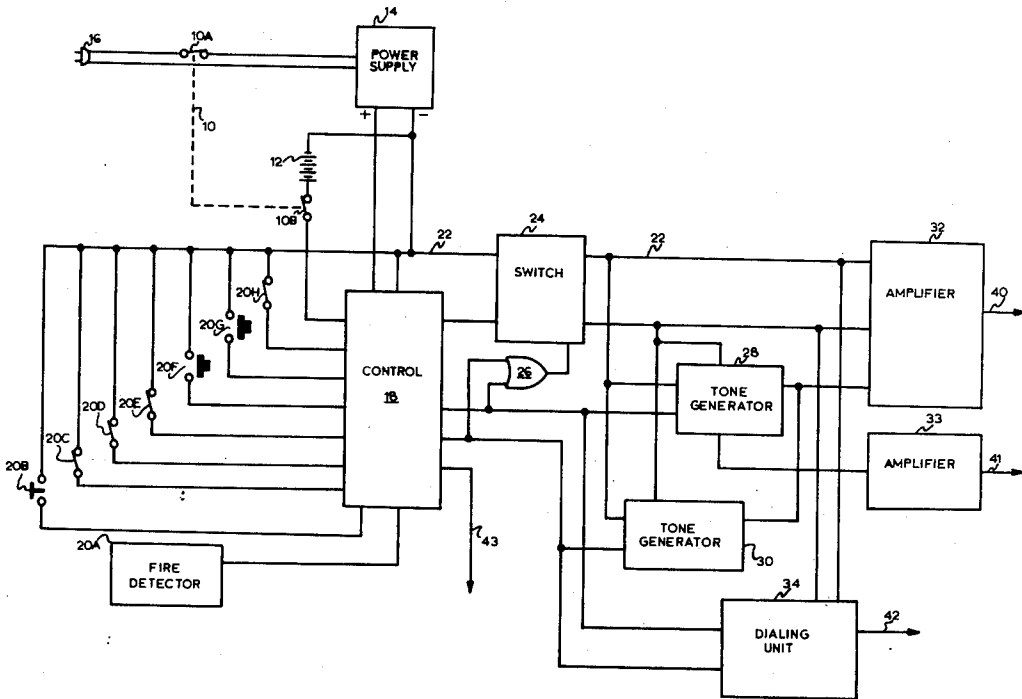 14
16
10A
POWER
SUPPLY
+
-
10
12
10B
24
22
SWITCH
22
32
AMPLIFIER
40
20H
20G
20F
20E
20D
20C
20B
CONTROL
18
26
28
TONE
GENERATOR
33
AMPLIFIER
41
TONE
GENERATOR
30
43
20A
FIRE
DETECTOR
34
DIALING
UNIT
42